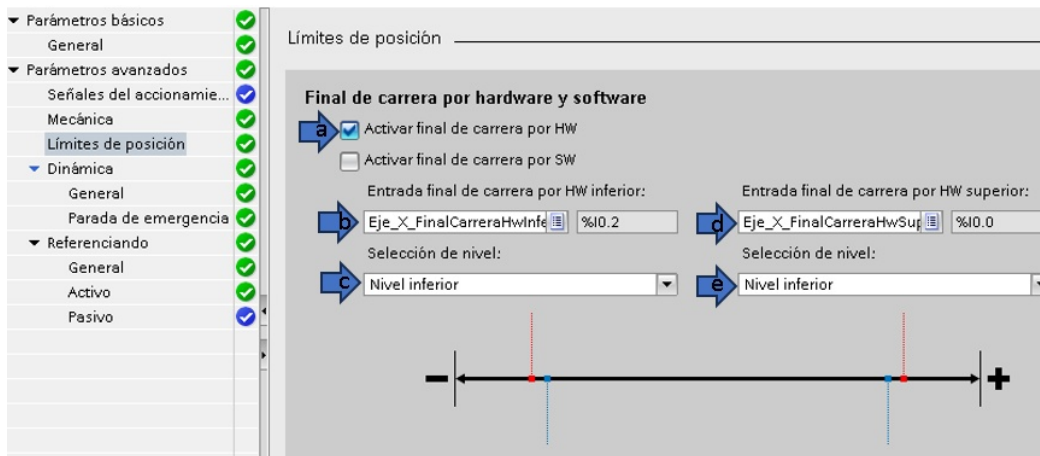 Parámetros básicos
General
Parámetros avanzados
Señales del accionamie...
Mecánica
Límites de posición
Dinámica
General
Parada de emergencia
Referenciando
General
Activo
Pasivo
Límites de posición
Final de carrera por hardware y software
a
Activar final de carrera por HW
Activar final de carrera por SW
Entrada final de carrera por HW inferior:
b
Eje_X_FinalCarreraHwInfe
%I0.2
Selección de nivel:
c
Nivel inferior
Entrada final de carrera por HW superior:
d
Eje_X_FinalCarreraHwSup
%I0.0
Selección de nivel:
e
Nivel inferior
− +